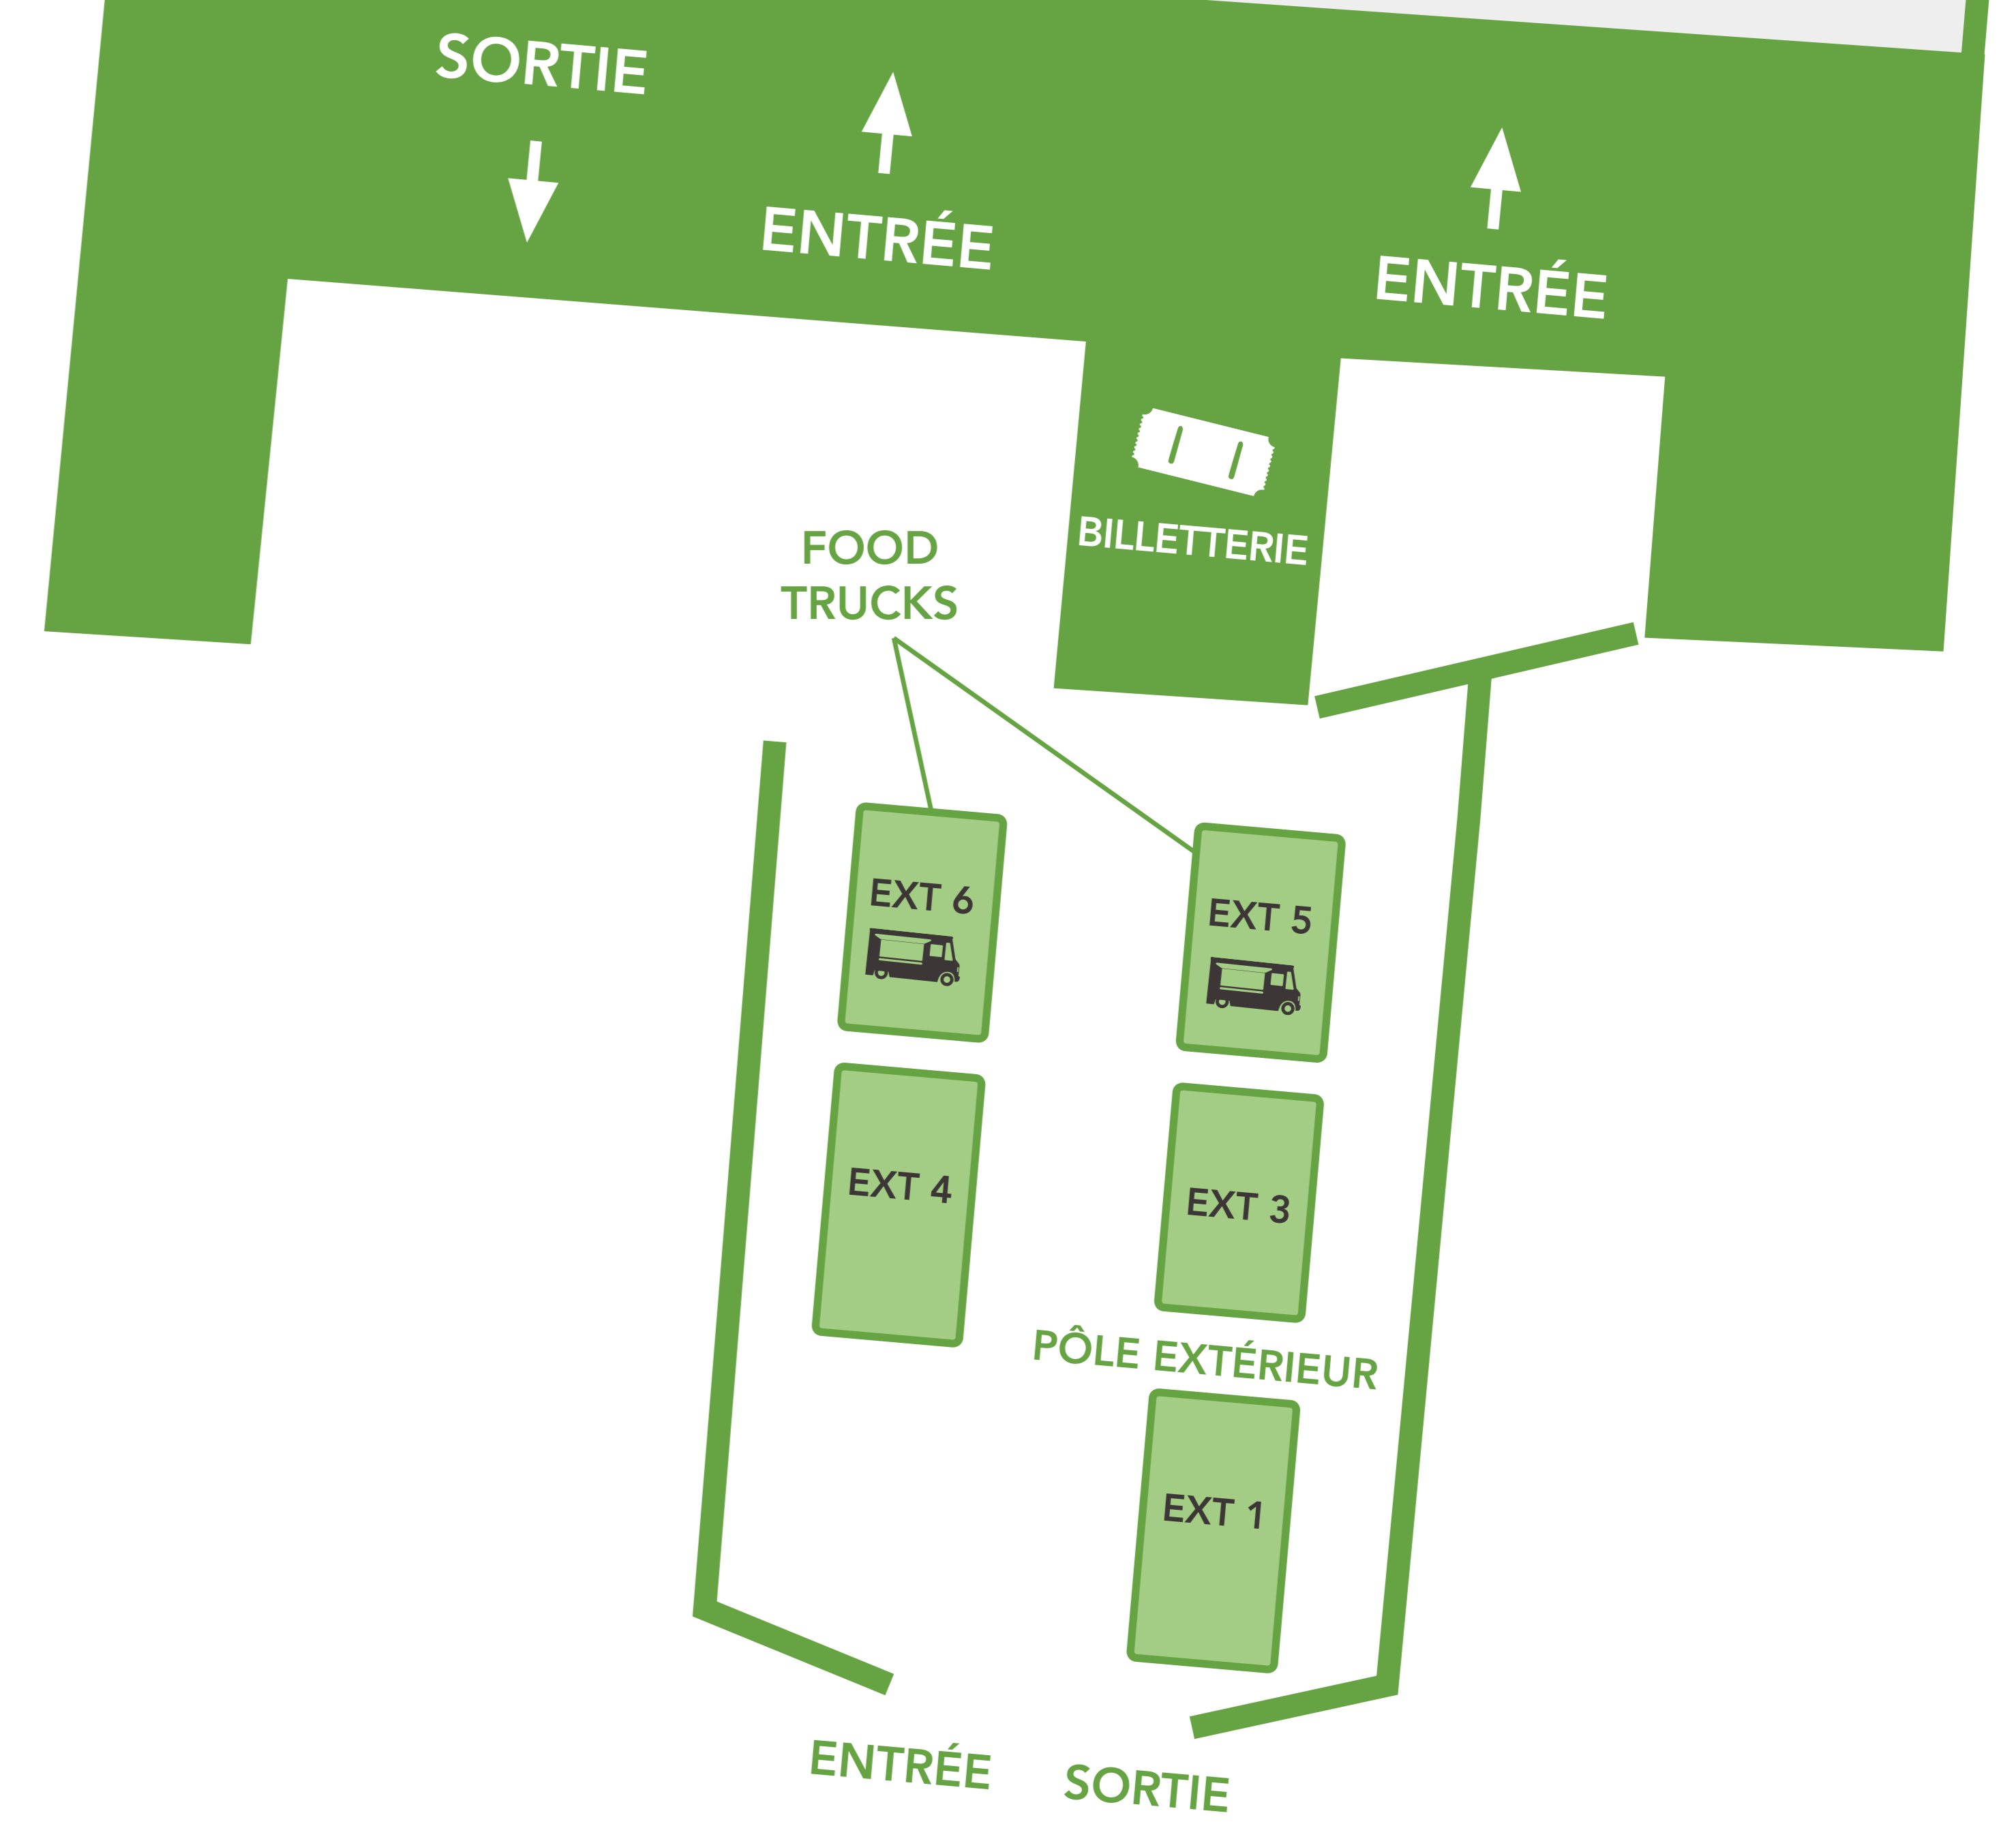 SORTIE
ENTRÉE
ENTRÉE
BILLETTERIE
FOOD
TRUCKS
EXT 6
EXT 5
EXT 4
EXT 3
PÔLE EXTÉRIEUR
EXT 1
ENTRÉE
SORTIE